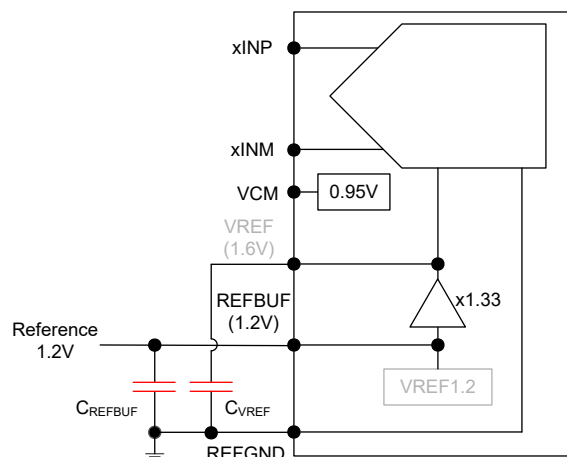 xINP
xINM
VCM
0.95V
VREF
(1.6V)
REFBUF
(1.2V)
x1.33
Reference
1.2V
VREF1.2
CREFBUF
CVREF
REFGND